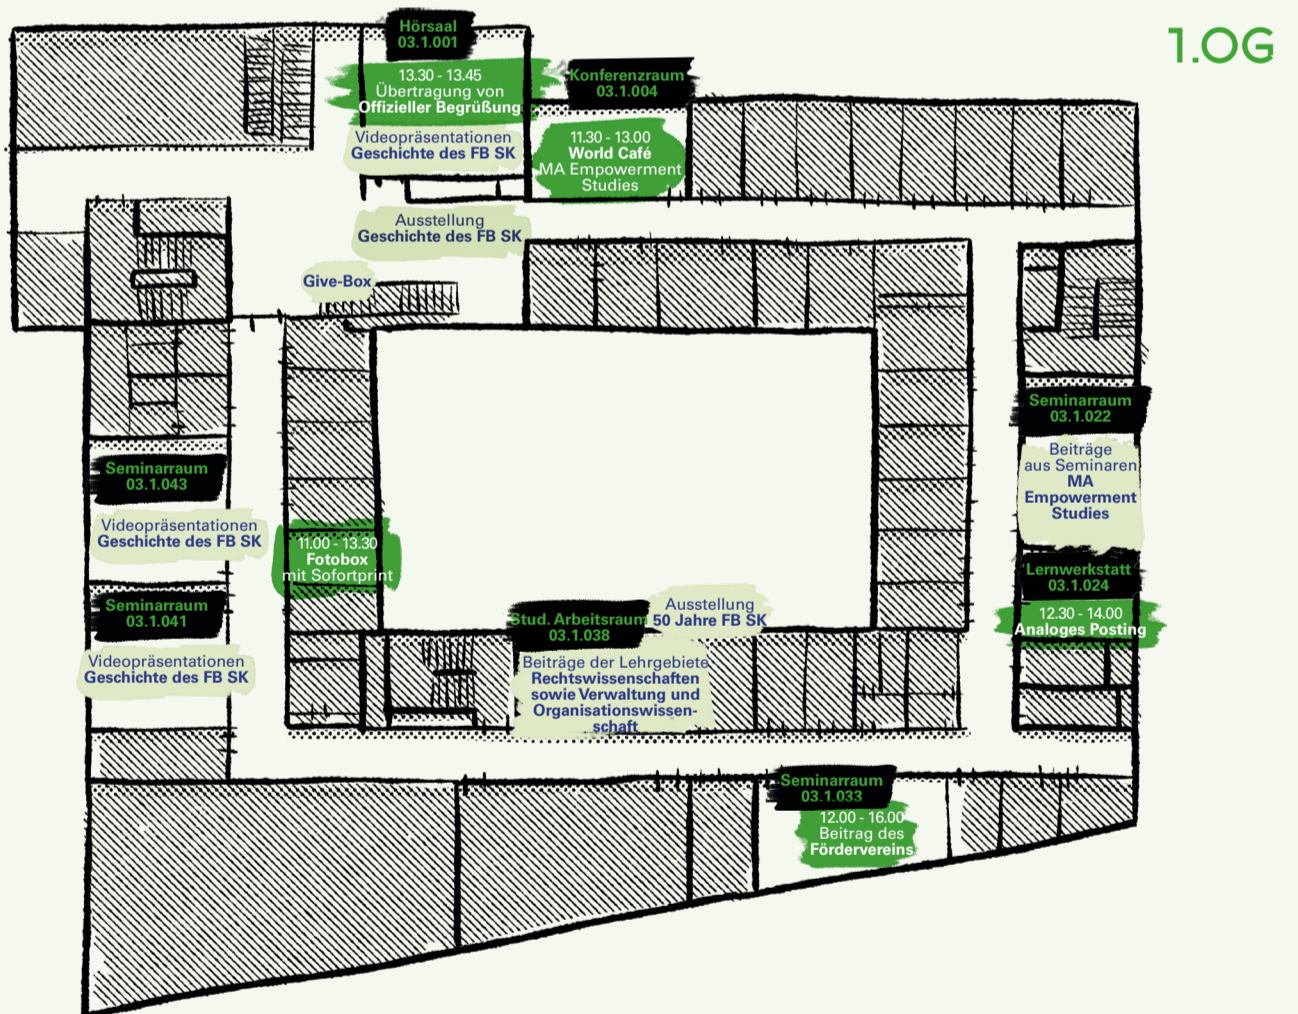 1.OG
Hörsaal
03.1.001
13.30 - 13.45
Übertragung von
Offizieller Begrüßung
Videopräsentationen
Geschichte des FB SK
Konferenzraum
03.1.004
11.30 - 13.00
World Café
MA Empowerment
Studies
Ausstellung
Geschichte des FB SK
Give-Box
Seminarraum
03.1.022
Beiträge
aus Seminaren
MA
Empowerment
Studies
Seminarraum
03.1.043
Videopräsentationen
Geschichte des FB SK
11.00 - 13.30
Fotobox
mit Sofortprint
Lernwerkstatt
03.1.024
12.30 - 14.00
Analoges Posting
Seminarraum
03.1.041
Videopräsentationen
Geschichte des FB SK
Stud. Arbeitsraum
03.1.038
Ausstellung
50 Jahre FB SK
Beiträge der Lehrgebiete
Rechtswissenschaften
sowie Verwaltung und
Organisationswissen-
schaft
Seminarraum
03.1.033
12.00 - 16.00
Beitrag des
Fördervereins